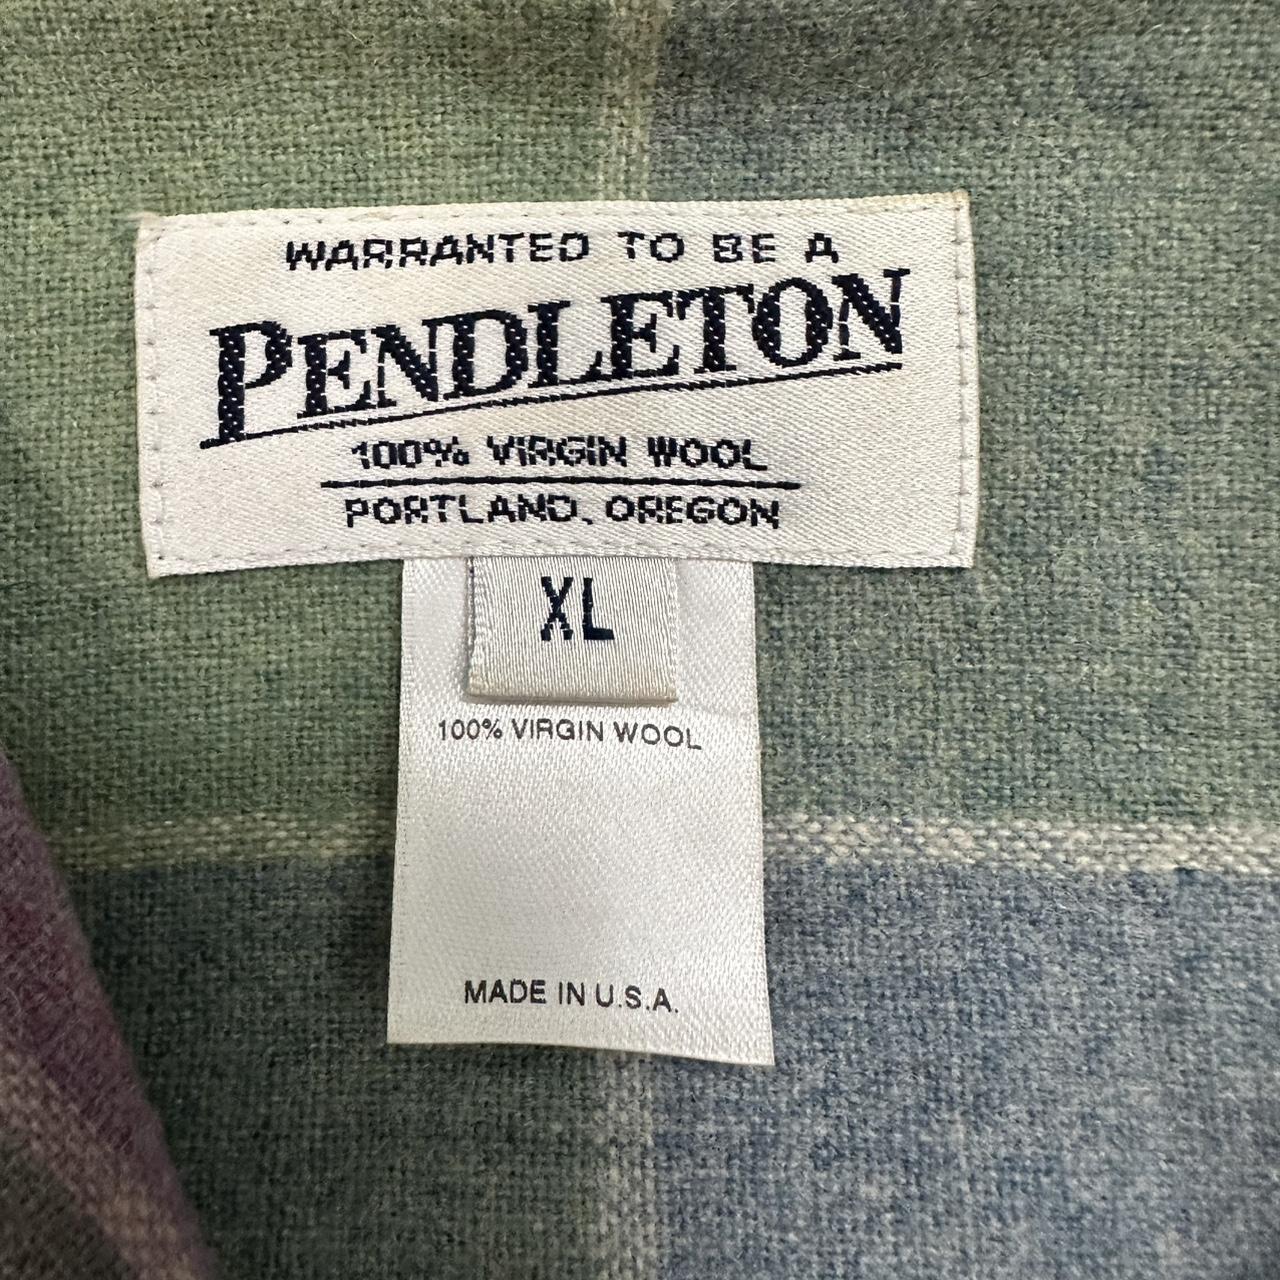 WARRANTED TO BE A
PENDLETON
100% VIRGIN WOOL
PORTLAND, OREGON
XL
100% VIRGIN WOOL
MADE IN U.S.A.